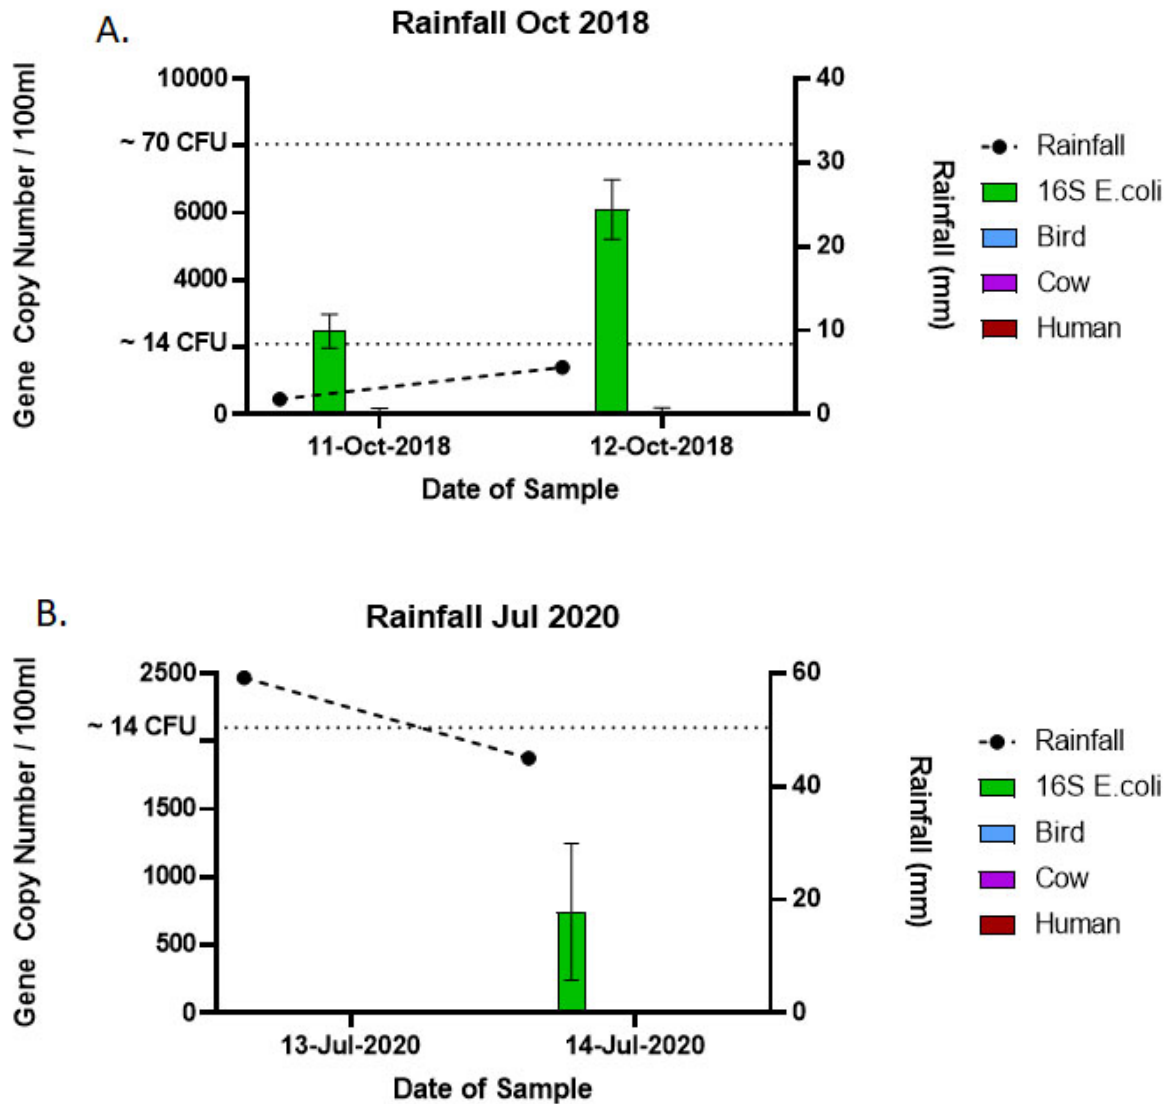 A.
Rainfall Oct 2018
Gene Copy Number / 100ml
10000
~ 70 CFU
6000
4000
~ 14 CFU
0
40
30
20
10
0
Rainfall (mm)
11-Oct-2018
12-Oct-2018
Date of Sample
Rainfall
16S E.coli
Bird
Cow
Human
B.
Rainfall Jul 2020
Gene Copy Number / 100ml
2500
~ 14 CFU
1500
1000
500
0
60
40
20
0
Rainfall (mm)
13-Jul-2020
14-Jul-2020
Date of Sample
Rainfall
16S E.coli
Bird
Cow
Human